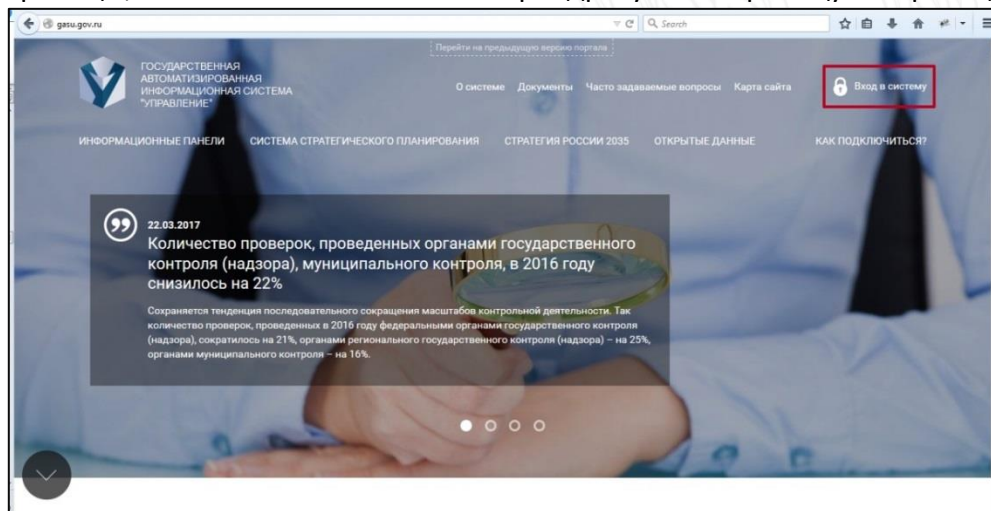 gasu.gov.ru
Search
Перейти на предыдущую версию портала
ГОСУДАРСТВЕННАЯ
АВТОМАТИЗИРОВАННАЯ
ИНФОРМАЦИОННАЯ СИСТЕМА
"УПРАВЛЕНИЕ"
О системе Документы Часто задаваемые вопросы Карта сайта
Вход в систему
ИНФОРМАЦИОННЫЕ ПАНЕЛИ СИСТЕМА СТРАТЕГИЧЕСКОГО ПЛАНИРОВАНИЯ СТРАТЕГИЯ РОССИИ 2035 ОТКРЫТЫЕ ДАННЫЕ КАК ПОДКЛЮЧИТЬСЯ?
22.03.2017
Количество проверок, проведенных органами государственного
контроля (надзора), муниципального контроля, в 2016 году
снизилось на 22%
Сохраняется тенденция последовательного сокращения масштабов контрольной деятельности. Так
количество проверок, проведенных в 2016 году федеральными органами государственного контроля
(надзора), сократилось на 21%, органами регионального государственного контроля (надзора) – на 25%,
органами муниципального контроля – на 16%.